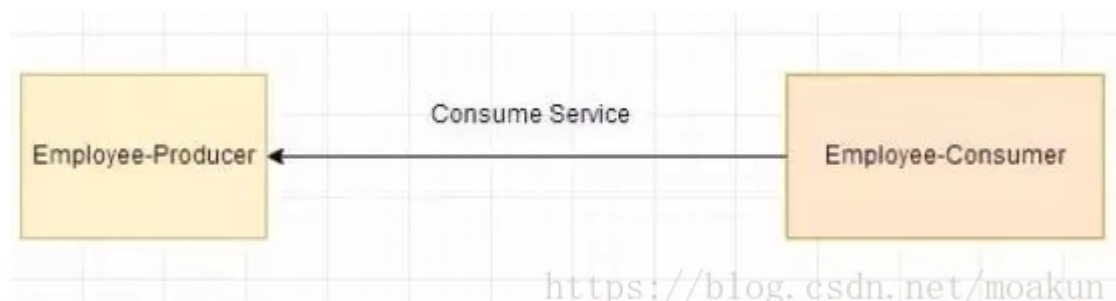 Consume Service
Employee-Producer
Employee-Consumer
https://blog.csdn.net/moakun